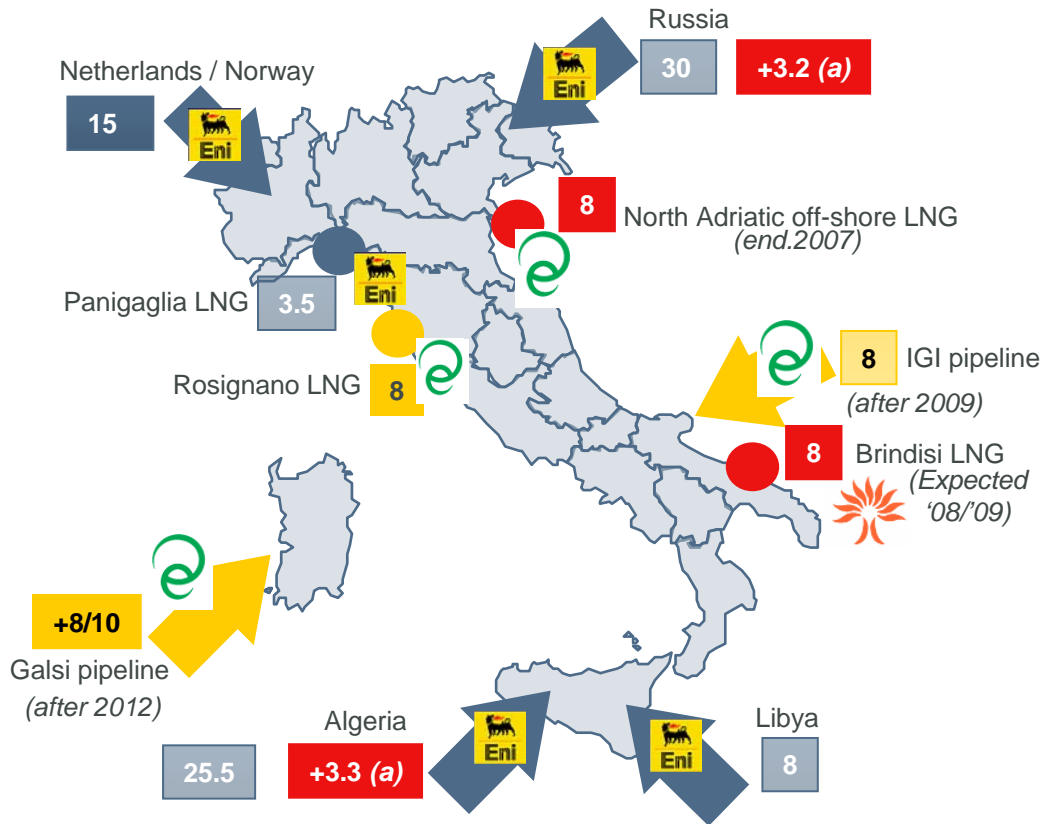 Russia
30
+3.2 (a)
Eni
Netherlands / Norway
15
Eni
8
North Adriatic off-shore LNG
(end.2007)
Eni
Panigaglia LNG
3.5
Rosignano LNG
8
8
IGI pipeline
(after 2009)
8
Brindisi LNG
(Expected
‘08/’09)
+8/10
Galsi pipeline
(after 2012)
Algeria
25.5
+3.3 (a)
Eni
Eni
Libya
8